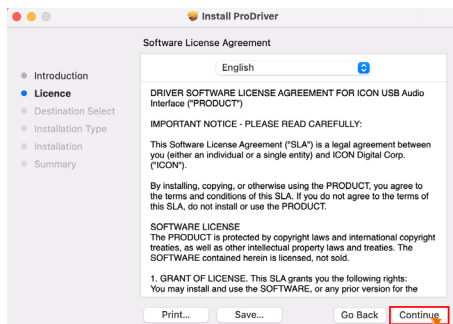 Install ProDriver
Software License Agreement
English
Introduction
Licence
Destination Select
Installation Type
Installation
Summary
DRIVER SOFTWARE LICENSE AGREEMENT FOR ICON USB Audio
Interface ("PRODUCT")
IMPORTANT NOTICE - PLEASE READ CAREFULLY:
This Software License Agreement ("SLA") is a legal agreement between
you (either an individual or a single entity) and ICON Digital Corp.
("ICON").
By installing, copying, or otherwise using the PRODUCT, you agree to
the terms and conditions of this SLA. If you do not agree to the terms of
this SLA, do not install or use the PRODUCT.
SOFTWARE LICENSE
The PRODUCT is protected by copyright laws and international copyright
treaties, as well as other intellectual property laws and treaties. The
SOFTWARE contained herein is licensed, not sold.
1. GRANT OF LICENSE. This SLA grants you the following rights:
You may install and use the SOFTWARE, or any prior version for the
Print... Save... Go Back Continue